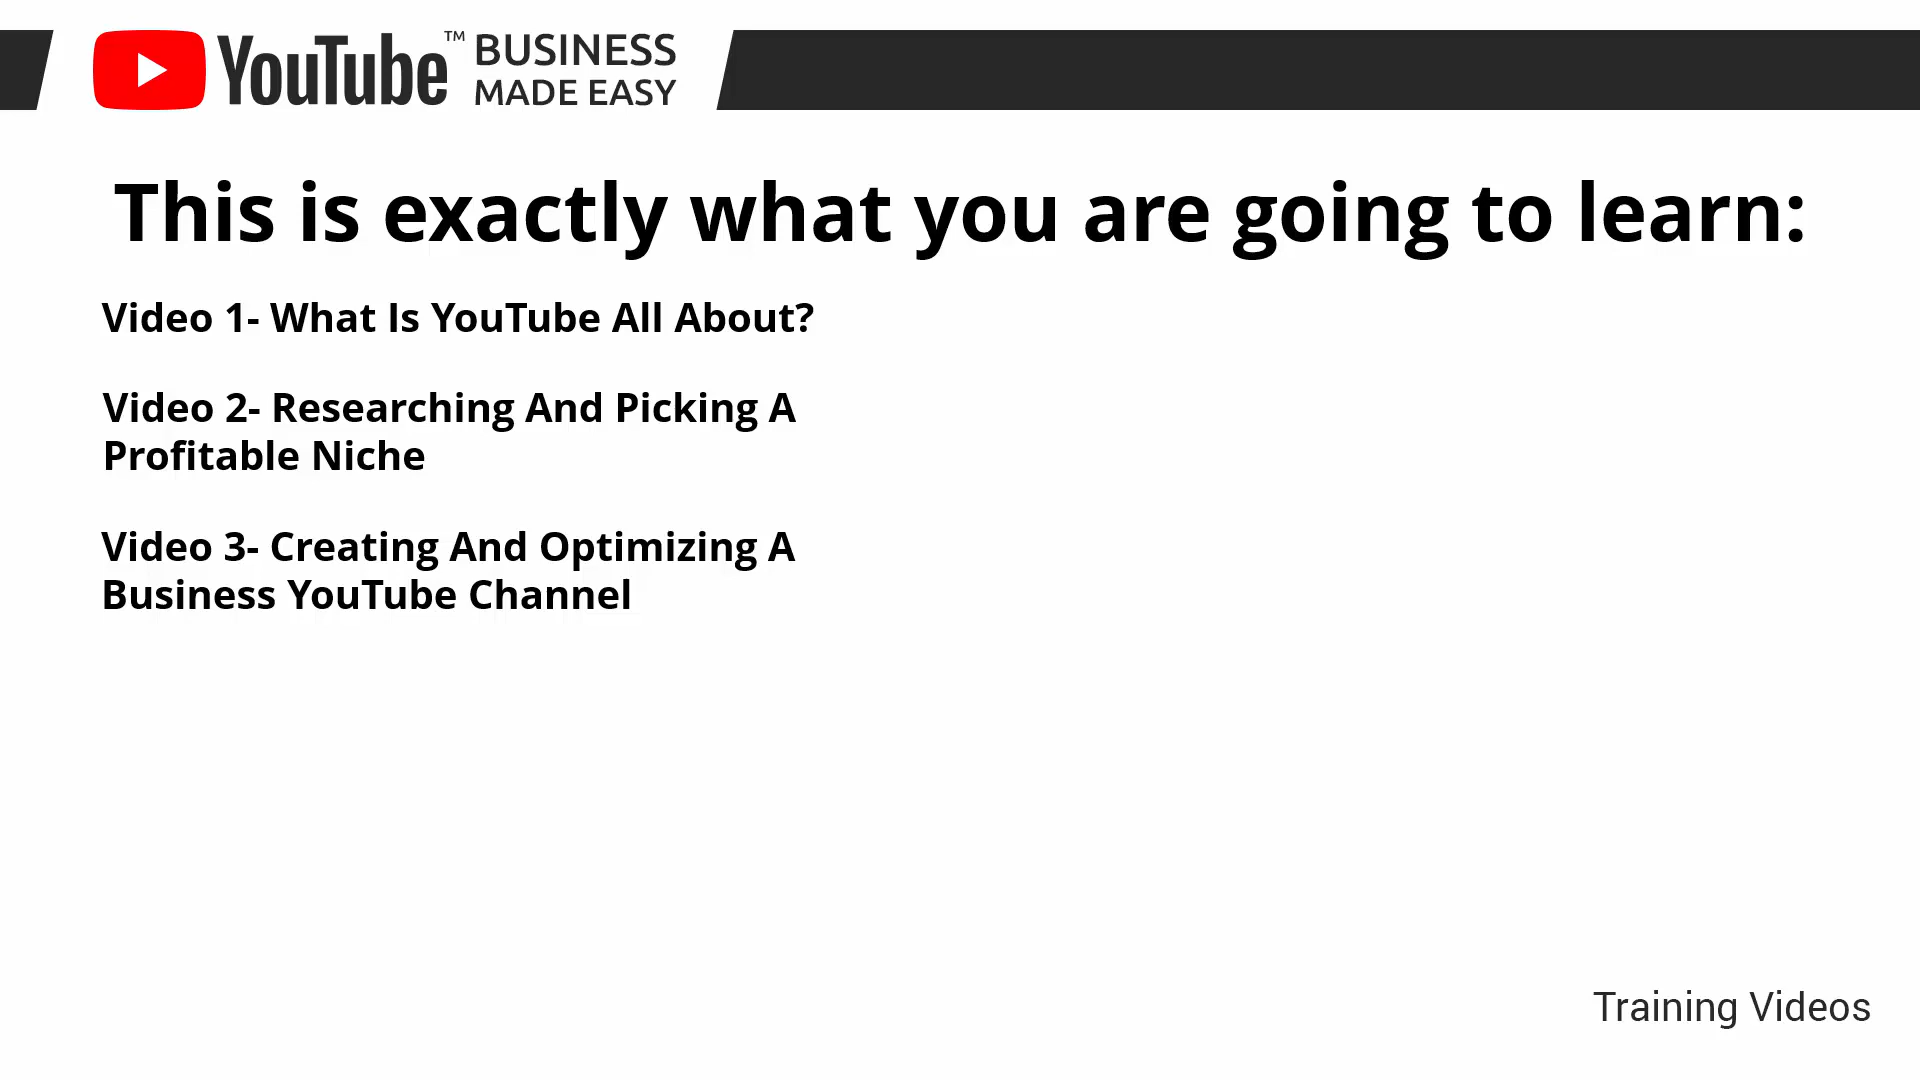 YouTube™ BUSINESS
MADE EASY
This is exactly what you are going to learn:
Video 1- What Is YouTube All About?
Video 2- Researching And Picking A
Profitable Niche
Video 3- Creating And Optimizing A
Business YouTube Channel
Training Videos